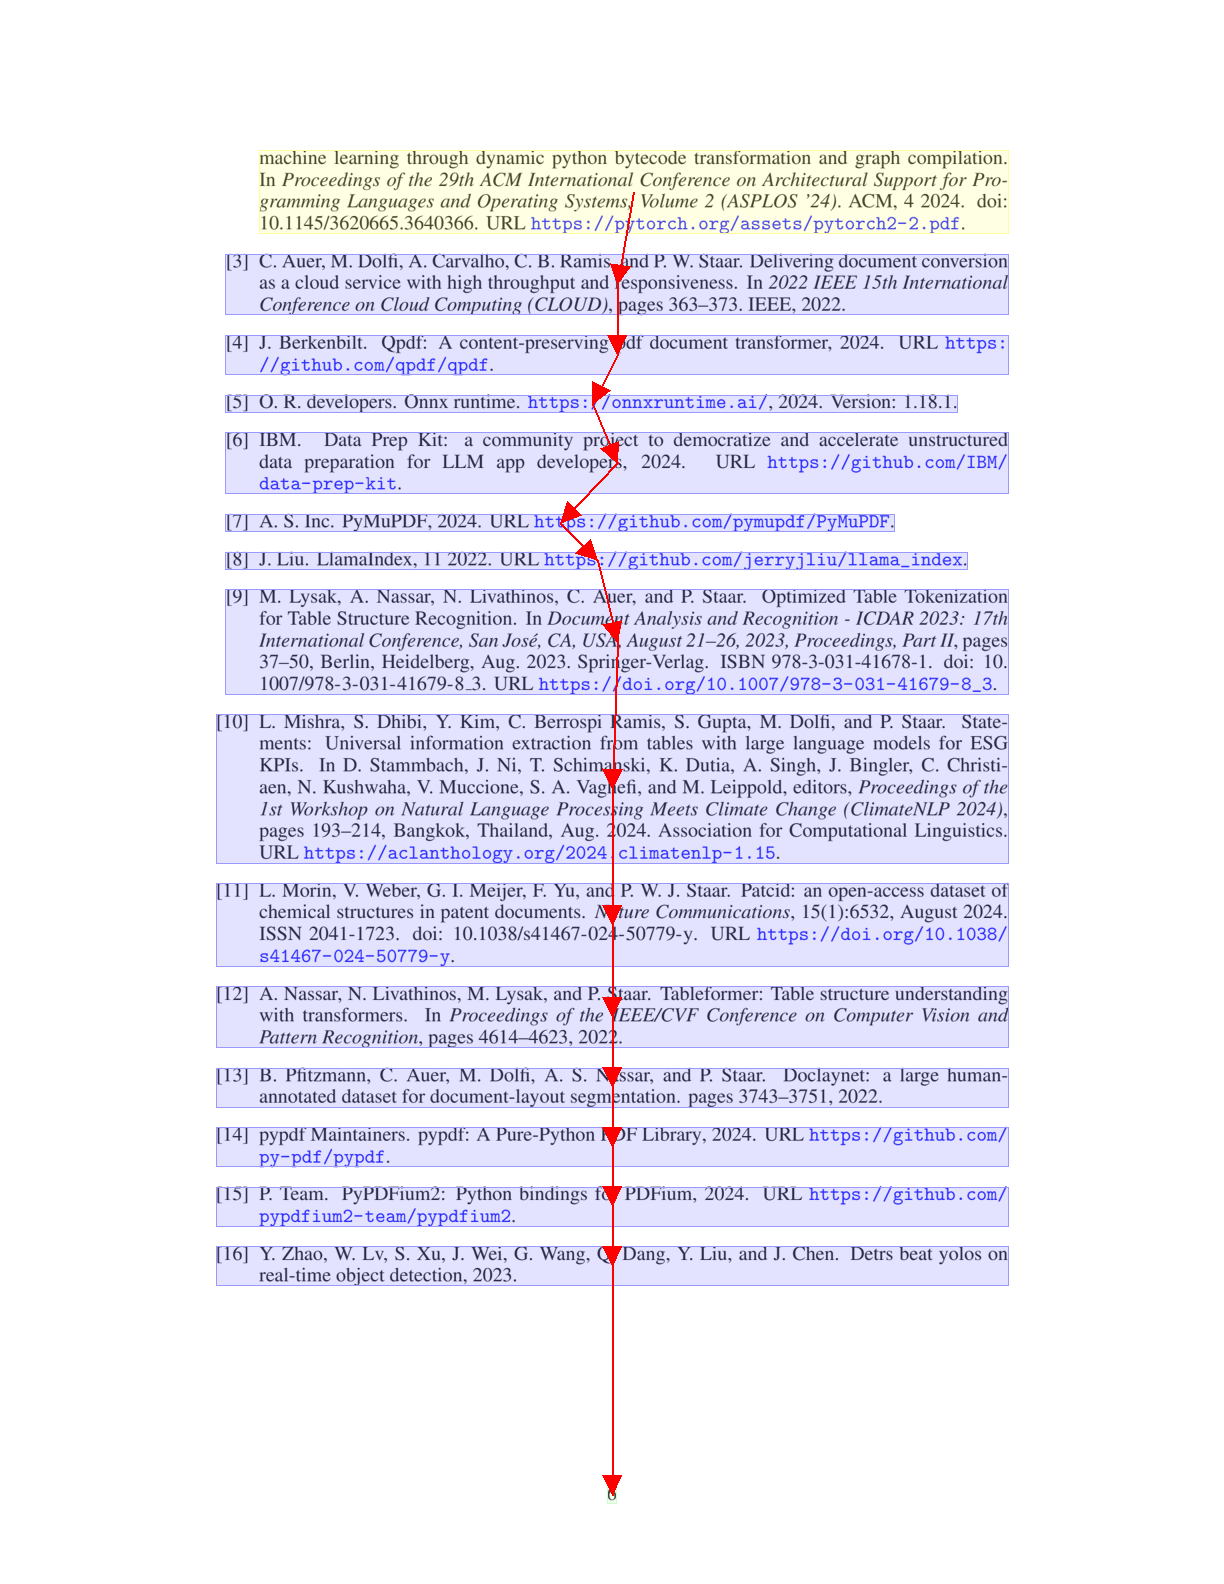 machine learning through dynamic python bytecode transformation and graph compilation.
In Proceedings of the 29th ACM International Conference on Architectural Support for Pro-
gramming Languages and Operating Systems, Volume 2 (ASPLOS '24). ACM, 4 2024. doi:
10.1145/3620665.3640366. URL https://pytorch.org/assets/pytorch2-2.pdf.
[3] C. Auer, M. Dolfi, A. Carvalho, C. B. Ramis, and P. W. Staar. Delivering document conversion
as a cloud service with high throughput and responsiveness. In 2022 IEEE 15th International
Conference on Cloud Computing (CLOUD), pages 363–373. IEEE, 2022.
[4] J. Berkenbilt. Qpdf: A content-preserving pdf document transformer, 2024. URL https:
//github.com/qpdf/qpdf.
[5] O. R. developers. Onnx runtime. https://onnxruntime.ai/, 2024. Version: 1.18.1.
[6] IBM. Data Prep Kit: a community project to democratize and accelerate unstructured
data preparation for LLM app developers, 2024. URL https://github.com/IBM/
data-prep-kit.
[7] A. S. Inc. PyMuPDF, 2024. URL https://github.com/pymupdf/PyMuPDF.
[8] J. Liu. LlamaIndex, 11 2022. URL https://github.com/jerryjliu/llama_index.
[9] M. Lysak, A. Nassar, N. Livathinos, C. Auer, and P. Staar. Optimized Table Tokenization
for Table Structure Recognition. In Document Analysis and Recognition - ICDAR 2023: 17th
International Conference, San José, CA, USA, August 21–26, 2023, Proceedings, Part II, pages
37–50, Berlin, Heidelberg, Aug. 2023. Springer-Verlag. ISBN 978-3-031-41678-1. doi: 10.
1007/978-3-031-41679-8_3. URL https://doi.org/10.1007/978-3-031-41679-8_3.
[10] L. Mishra, S. Dhibi, Y. Kim, C. Berrospi Ramis, S. Gupta, M. Dolfi, and P. Staar. State-
ments: Universal information extraction from tables with large language models for ESG
KPIs. In D. Stammbach, J. Ni, T. Schimanski, K. Dutia, A. Singh, J. Bingler, C. Christi-
aen, N. Kushwaha, V. Muccione, S. A. Vaghefi, and M. Leippold, editors, Proceedings of the
1st Workshop on Natural Language Processing Meets Climate Change (ClimateNLP 2024),
pages 193–214, Bangkok, Thailand, Aug. 2024. Association for Computational Linguistics.
URL https://aclanthology.org/2024.climatenlp-1.15.
[11] L. Morin, V. Weber, G. I. Meijer, F. Yu, and P. W. J. Staar. Patcid: an open-access dataset of
chemical structures in patent documents. Nature Communications, 15(1):6532, August 2024.
ISSN 2041-1723. doi: 10.1038/s41467-024-50779-y. URL https://doi.org/10.1038/
s41467-024-50779-y.
[12] A. Nassar, N. Livathinos, M. Lysak, and P. Staar. Tableformer: Table structure understanding
with transformers. In Proceedings of the IEEE/CVF Conference on Computer Vision and
Pattern Recognition, pages 4614–4623, 2022.
[13] B. Pfitzmann, C. Auer, M. Dolfi, A. S. Nassar, and P. Staar. Doclaynet: a large human-
annotated dataset for document-layout segmentation. pages 3743–3751, 2022.
[14] pypdf Maintainers. pypdf: A Pure-Python PDF Library, 2024. URL https://github.com/
py-pdf/pypdf.
[15] P. Team. PyPDFium2: Python bindings for PDFium, 2024. URL https://github.com/
pypdfium2-team/pypdfium2.
[16] Y. Zhao, W. Lv, S. Xu, J. Wei, G. Wang, Q. Dang, Y. Liu, and J. Chen. Detrs beat yolos on
real-time object detection, 2023.
6